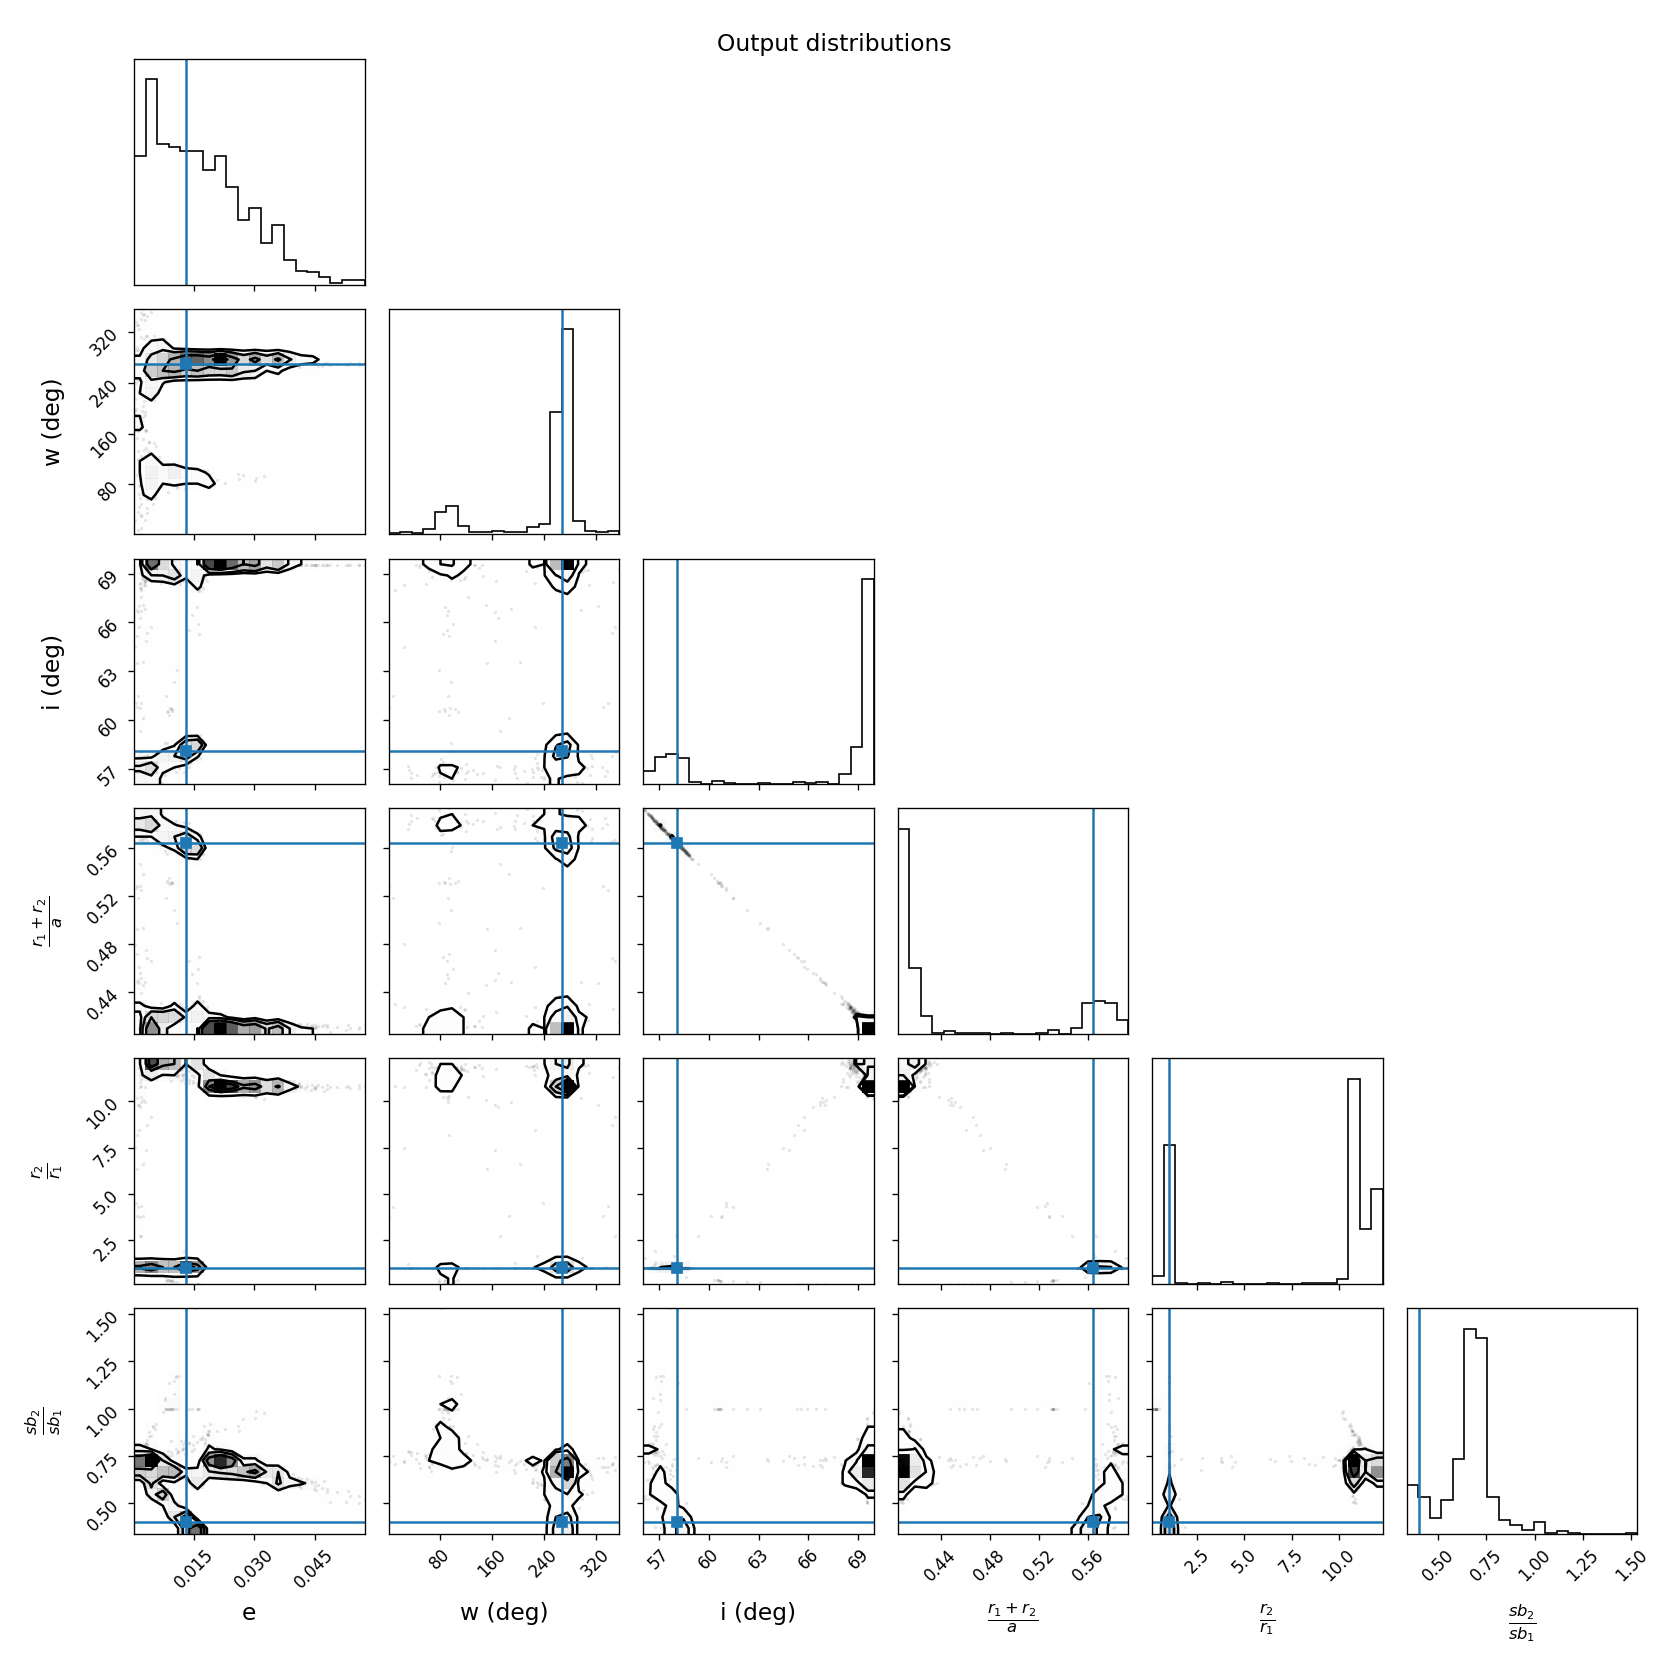 Output distributions
w (deg)
320
240
160
80
i (deg)
69
66
63
60
57
r₁ + r₂
a
0.56
0.52
0.48
0.44
r₂
r₁
10.0
7.5
5.0
2.5
sb₂
sb₁
1.50
1.25
1.00
0.75
0.50
0.015 0.030 0.045 80 160 240 320 57 60 63 66 69 0.44 0.48 0.52 0.56 2.5 5.0 7.5 10.0 0.50 0.75 1.00 1.25 1.50
e w (deg) i (deg)
r₁ + r₂
a
r₂
r₁
sb₂
sb₁